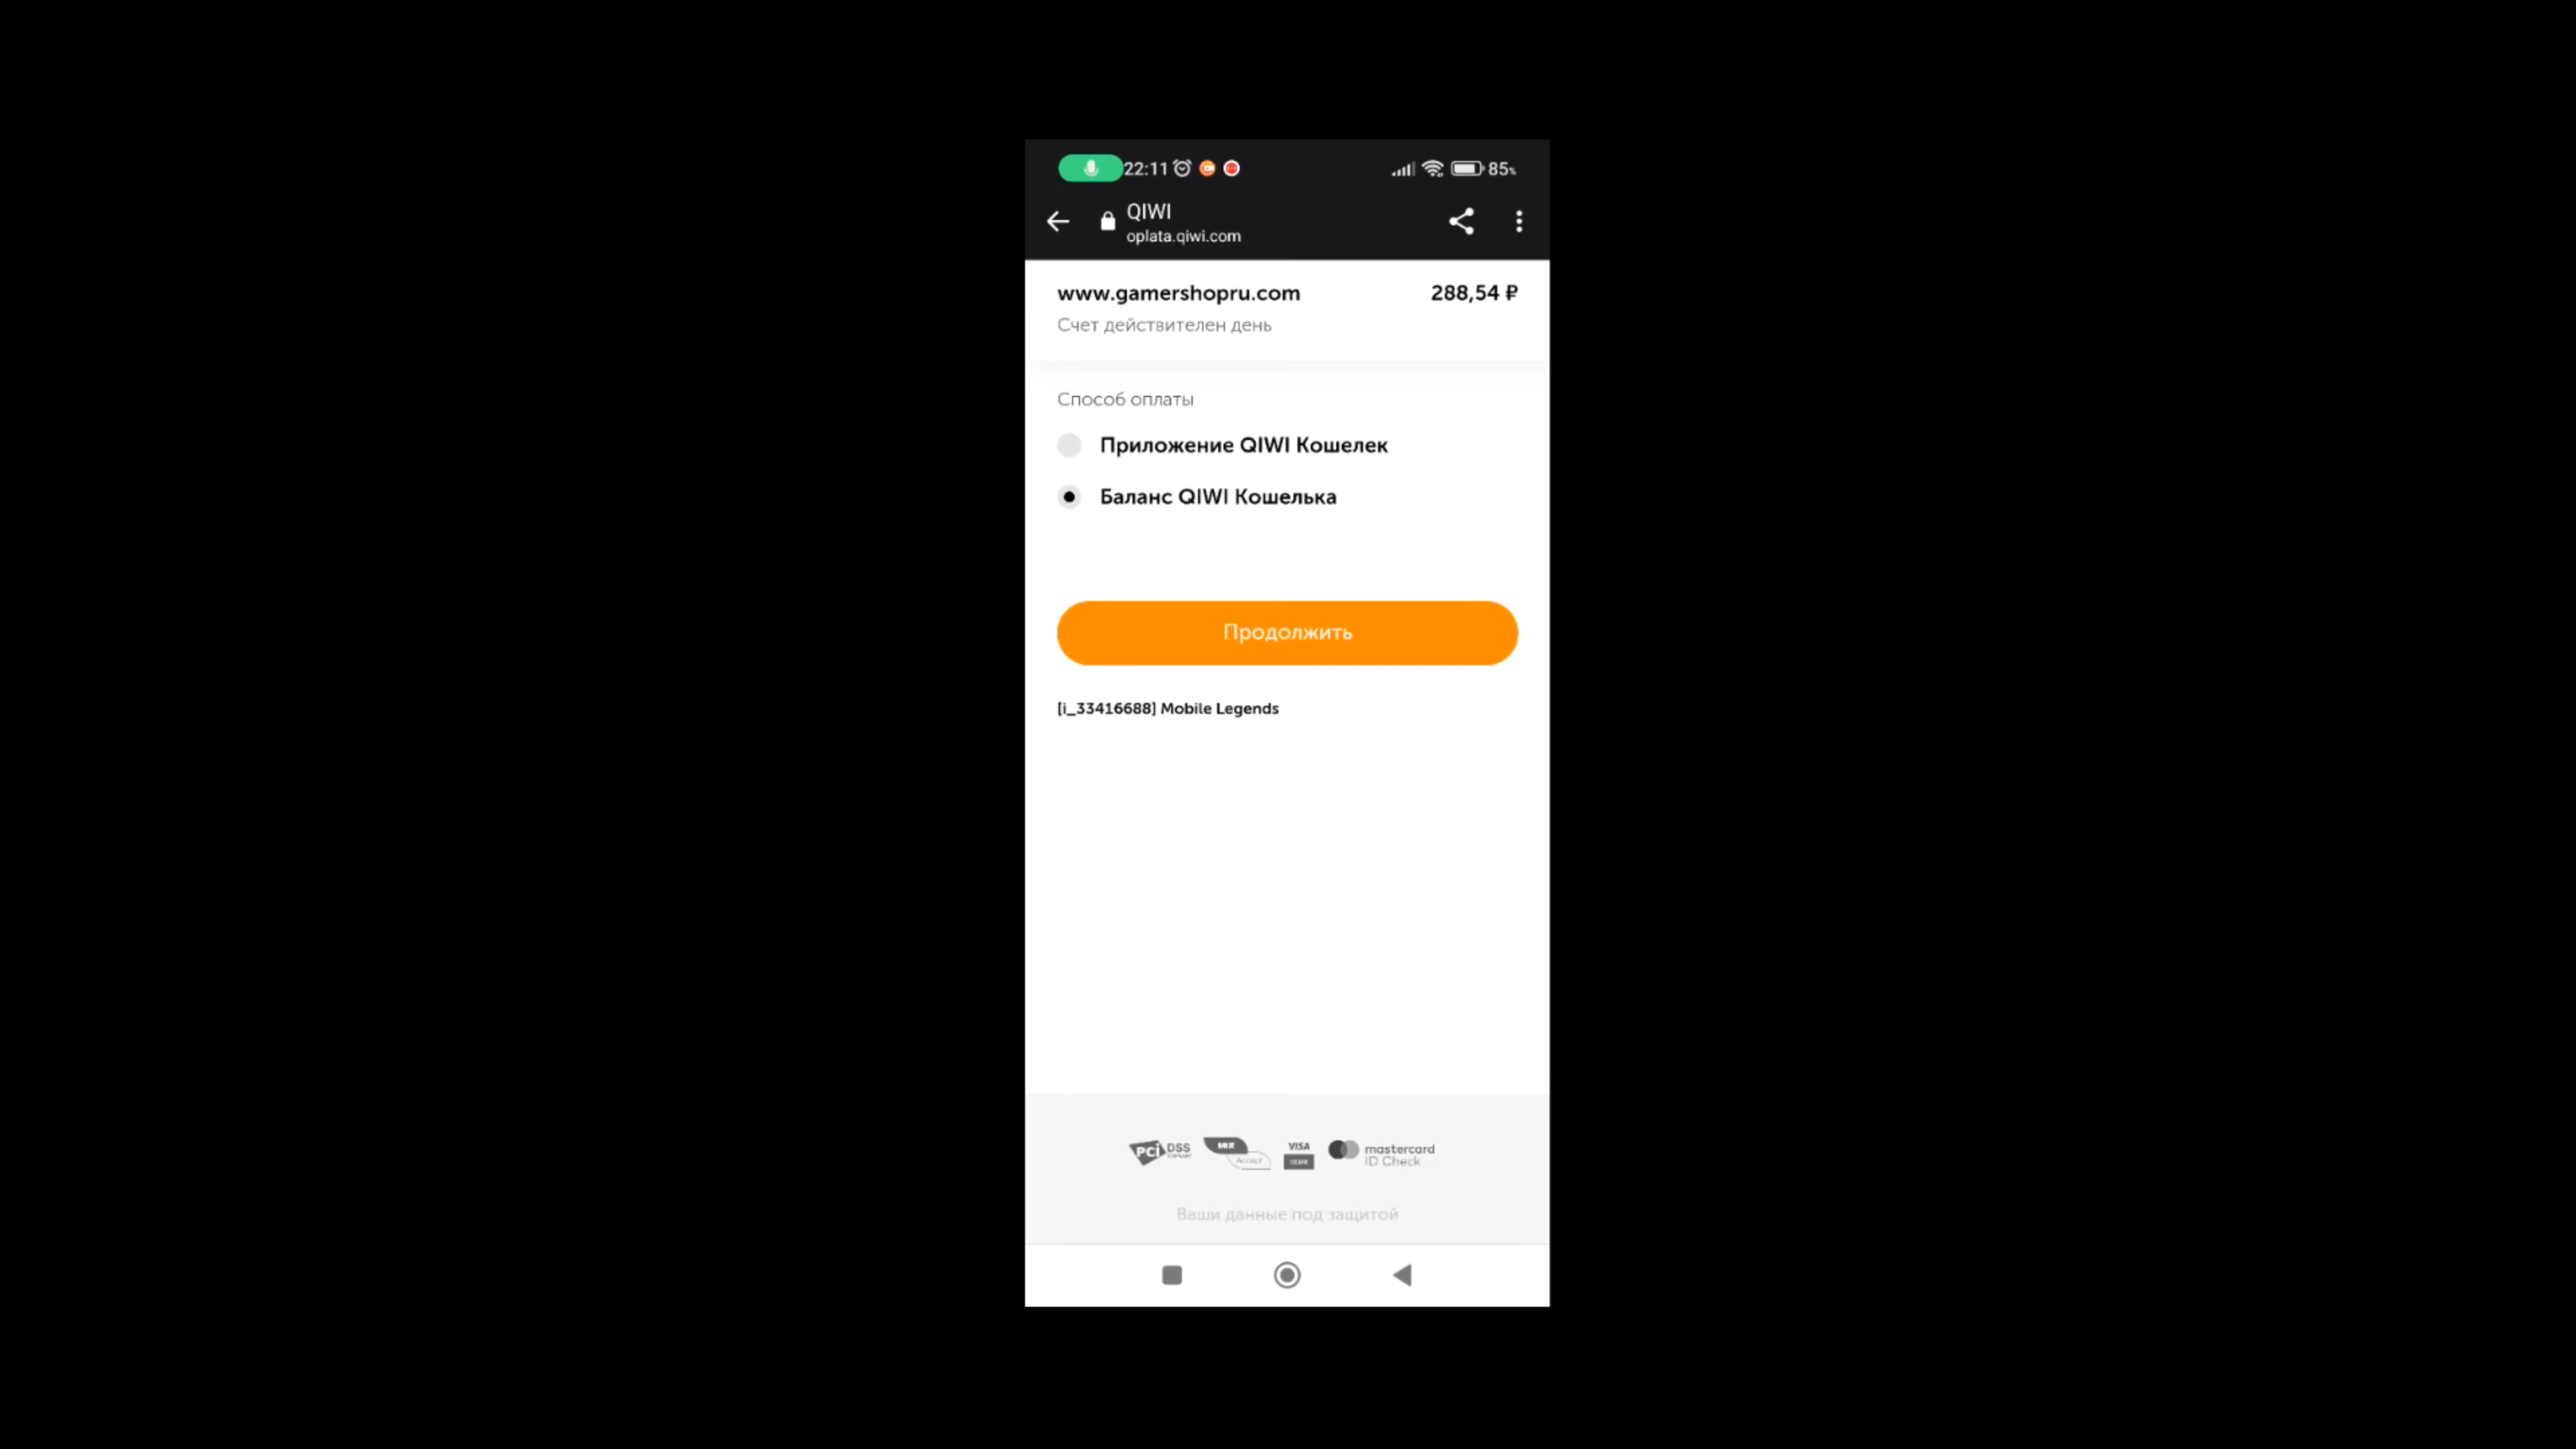 22:11
85%
QIWI
oplata.qiwi.com
www.gamershopru.com 288,54 ₽
Счет действителен день
Способ оплаты
Приложение QIWI Кошелек
Баланс QIWI Кошелька
Продолжить
[i_33416688] Mobile Legends
PCI DSS
VISA
mastercard
ID Check
Ваши данные под защитой